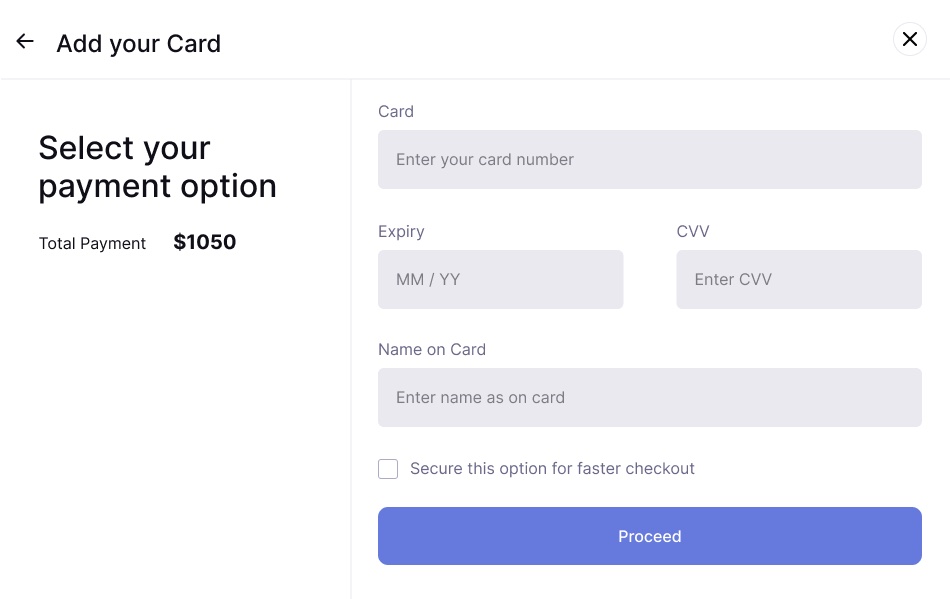 Add your Card
Select your
payment option
Total Payment $1050
Card
Enter your card number
Expiry
MM / YY
CVV
Enter CVV
Name on Card
Enter name as on card
Secure this option for faster checkout
Proceed